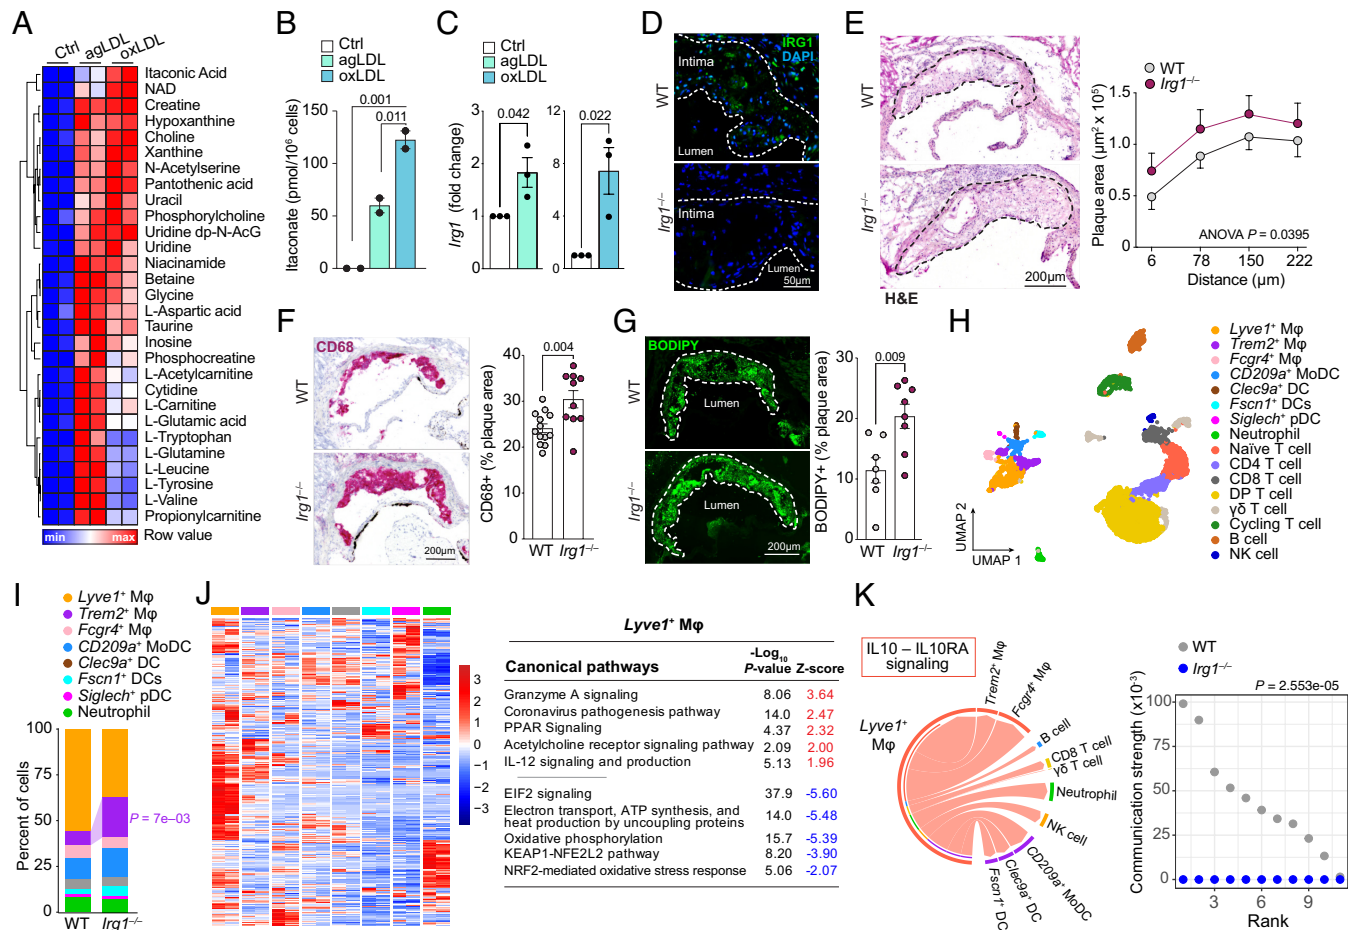 A
Ctrl
agLDL
oxLDL
Itaconic Acid
NAD
Creatine
Hypoxanthine
Choline
Xanthine
N-Acetylserine
Pantothenic acid
Uracil
Phosphorylcholine
Uridine dp-N-AcG
Uridine
Niacinamide
Betaine
Glycine
L-Aspartic acid
Taurine
Inosine
Phosphocreatine
L-Acetylcarnitine
Cytidine
L-Carnitine
L-Glutamic acid
L-Tryptophan
L-Glutamine
L-Leucine
L-Tyrosine
L-Valine
Propionylcarnitine
min
max
Row value
B
Ctrl
agLDL
oxLDL
0.001
0.011
Itaconate (pmol/10⁶ cells)
150
100
50
0
C
Ctrl
agLDL
oxLDL
0.042
0.022
Irg1 (fold change)
3
2
1
0
12
8
4
0
D
IRG1
DAPI
Intima
Lumen
WT
Intima
Lumen
50µm
Irg1⁻/⁻
E
WT
Irg1⁻/⁻
200µm
H&E
WT
Irg1⁻/⁻
Plaque area (µm² x 10⁵)
1.5
1.0
0.5
0
ANOVA P = 0.0395
6
78
150
222
Distance (µm)
F
CD68
WT
Irg1⁻/⁻
200µm
CD68+ (% plaque area)
40
30
20
10
0
0.004
WT
Irg1⁻/⁻
G
BODIPY
Lumen
WT
Lumen
Irg1⁻/⁻
200µm
BODIPY+ (% plaque area)
30
20
10
0
0.009
WT
Irg1⁻/⁻
H
UMAP 2
UMAP 1
Lyve1⁺ Mφ
Trem2⁺ Mφ
Fcgr4⁺ Mφ
CD209a⁺ MoDC
Clec9a⁺ DC
Fscn1⁺ DCs
Siglech⁺ pDC
Neutrophil
Naïve T cell
CD4 T cell
CD8 T cell
DP T cell
γδ T cell
Cycling T cell
B cell
NK cell
I
Lyve1⁺ Mφ
Trem2⁺ Mφ
Fcgr4⁺ Mφ
CD209a⁺ MoDC
Clec9a⁺ DC
Fscn1⁺ DCs
Siglech⁺ pDC
Neutrophil
Percent of cells
100
75
50
25
0
P = 7e–03
WT
Irg1⁻/⁻
J
3
2
1
0
−1
−2
−3
Lyve1⁺ Mφ
Canonical pathways -Log₁₀ P-value Z-score
Granzyme A signaling 8.06 3.64
Coronavirus pathogenesis pathway 14.0 2.47
PPAR Signaling 4.37 2.32
Acetylcholine receptor signaling pathway 2.09 2.00
IL-12 signaling and production 5.13 1.96
EIF2 signaling 37.9 -5.60
Electron transport, ATP synthesis, and
heat production by uncoupling proteins 14.0 -5.48
Oxidative phosphorylation 15.7 -5.39
KEAP1-NFE2L2 pathway 8.20 -3.90
NRF2-mediated oxidative stress response 5.06 -2.07
K
IL10 – IL10RA
signaling
Lyve1⁺
Mφ
Trem2⁺ Mφ
Fcgr4⁺ Mφ
B cell
CD8 T cell
γδ T cell
Neutrophil
NK cell
CD209a⁺ MoDC
Clec9a⁺ DC
Fscn1⁺ DC
WT
Irg1⁻/⁻
P = 2.553e-05
Communication strength (x10⁻³)
100
75
50
25
0
3
6
9
Rank